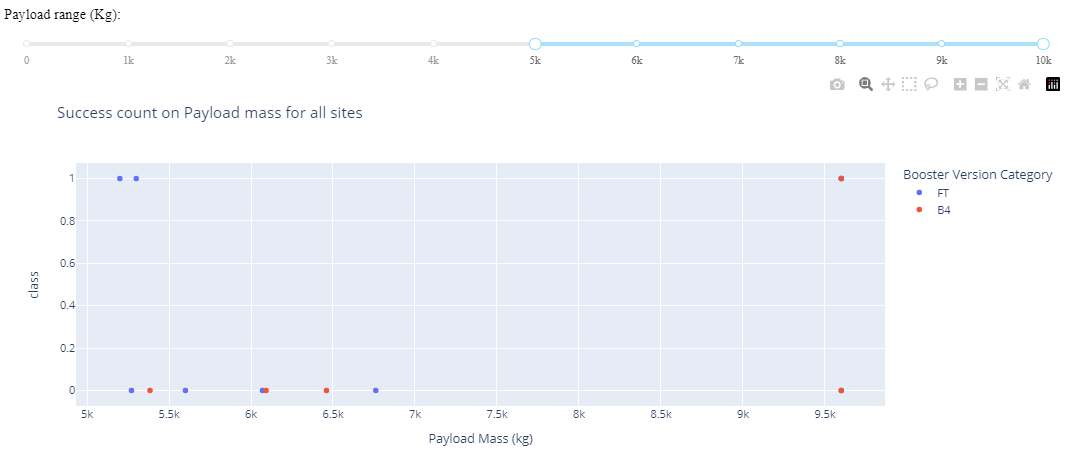 Payload range (Kg):
0 1k 2k 3k 4k 5k 6k 7k 8k 9k 10k
Success count on Payload mass for all sites
Booster Version Category
FT
B4
1
0.8
0.6
0.4
0.2
0
class
5k 5.5k 6k 6.5k 7k 7.5k 8k 8.5k 9k 9.5k
Payload Mass (kg)